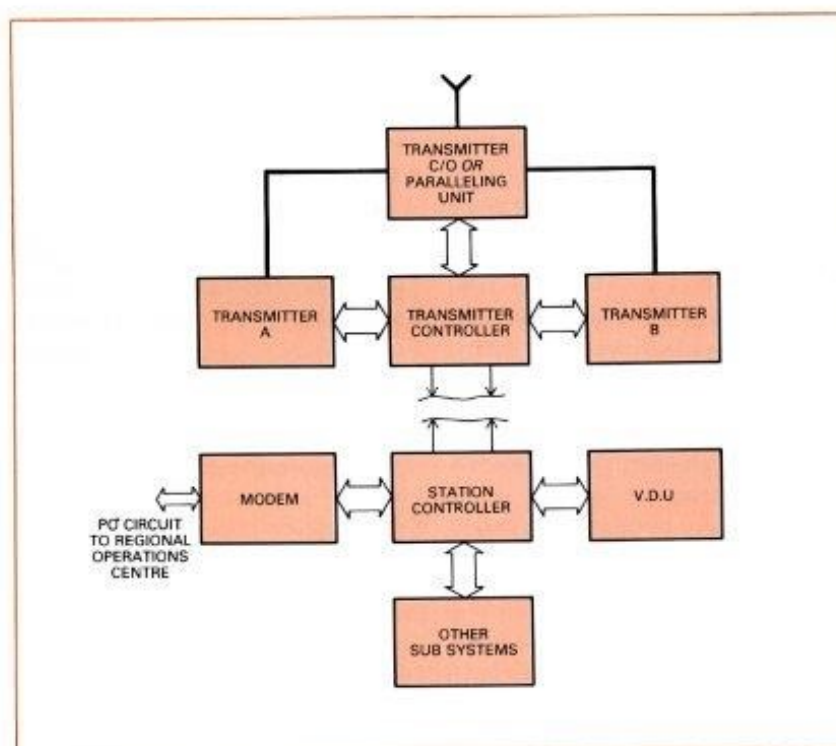 TRANSMITTER
C/O OR
PARALLELING
UNIT
TRANSMITTER
A
TRANSMITTER
CONTROLLER
TRANSMITTER
B
MODEM
STATION
CONTROLLER
V.D.U
PO CIRCUIT
TO REGIONAL
OPERATIONS
CENTRE
OTHER
SUB SYSTEMS